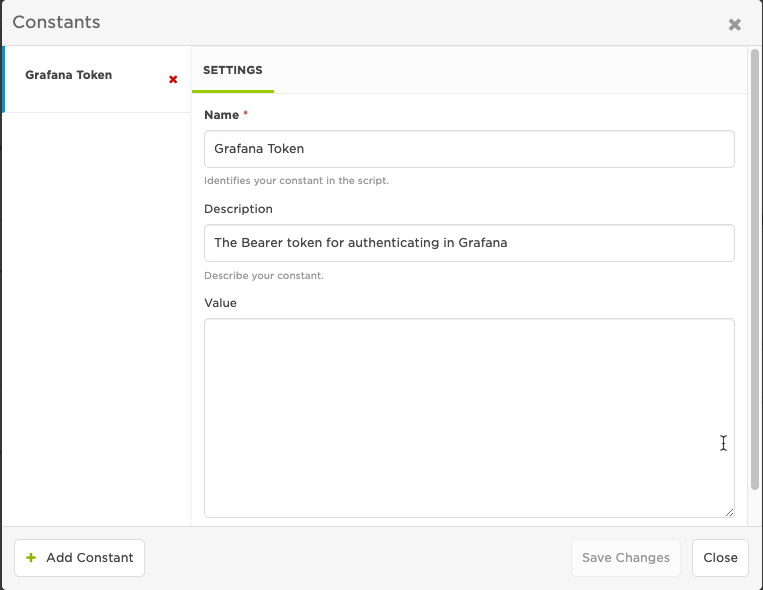 Constants
Grafana Token
SETTINGS
Name *
Grafana Token
Identifies your constant in the script.
Description
The Bearer token for authenticating in Grafana
Describe your constant.
Value
Add Constant
Save Changes
Close